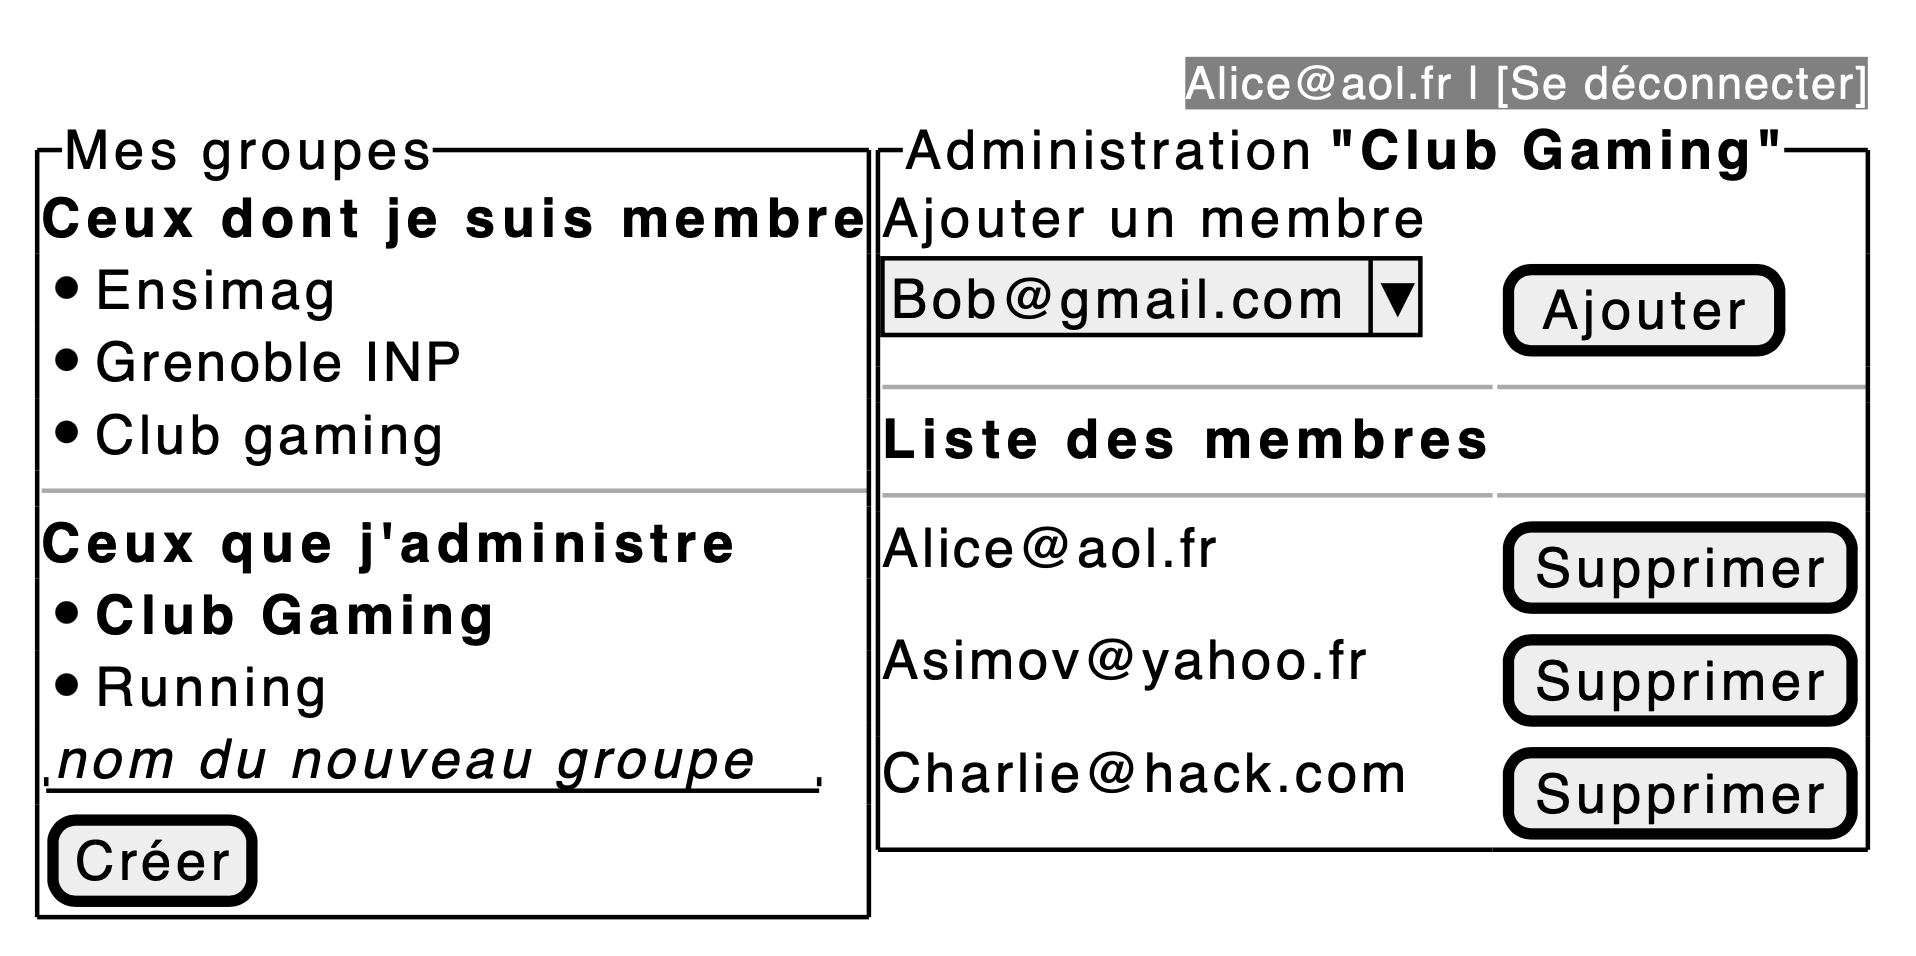 Alice@aol.fr | [Se déconnecter]
Mes groupes
Ceux dont je suis membre
• Ensimag
• Grenoble INP
• Club gaming
Ceux que j'administre
• Club Gaming
• Running
nom du nouveau groupe
Créer
Administration "Club Gaming"
Ajouter un membre
Bob@gmail.com ▼ Ajouter
Liste des membres
Alice@aol.fr Supprimer
Asimov@yahoo.fr Supprimer
Charlie@hack.com Supprimer